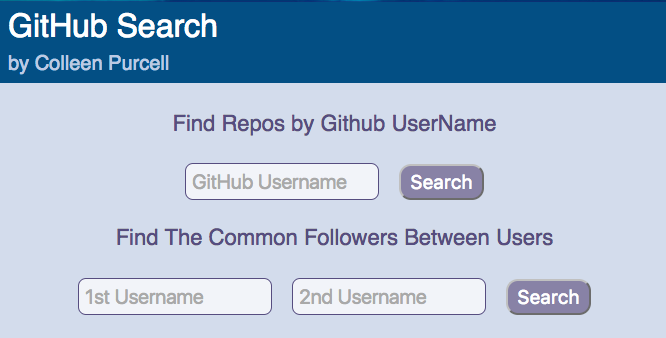 GitHub Search
by Colleen Purcell
Find Repos by Github UserName
GitHub Username Search
Find The Common Followers Between Users
1st Username 2nd Username Search